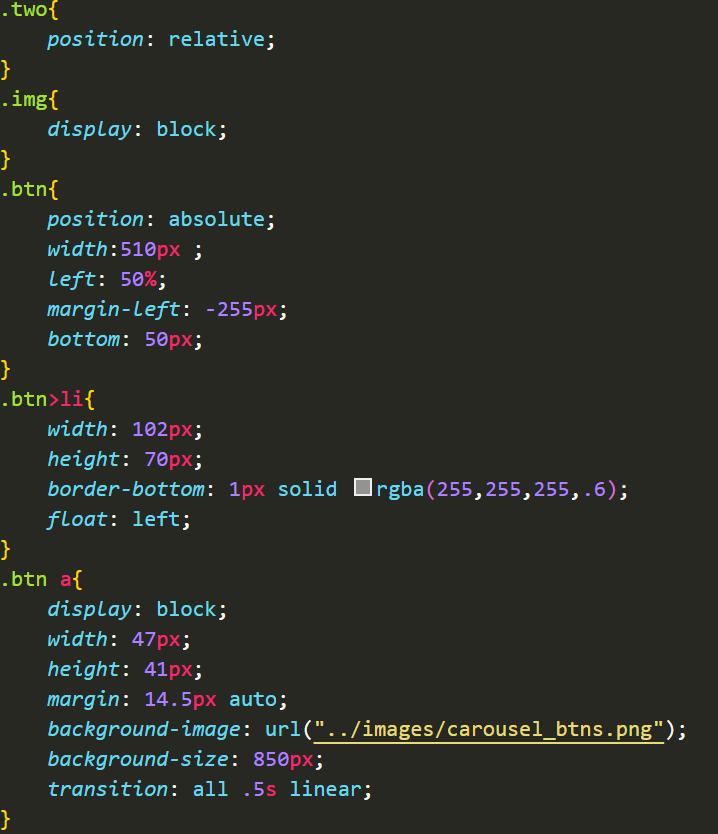 .two{
    position: relative;
}
.img{
    display: block;
}
.btn{
    position: absolute;
    width:510px ;
    left: 50%;
    margin-left: -255px;
    bottom: 50px;
}
.btn>li{
    width: 102px;
    height: 70px;
    border-bottom: 1px solid rgba(255,255,255,.6);
    float: left;
}
.btn a{
    display: block;
    width: 47px;
    height: 41px;
    margin: 14.5px auto;
    background-image: url("../images/carousel_btns.png");
    background-size: 850px;
    transition: all .5s linear;
}